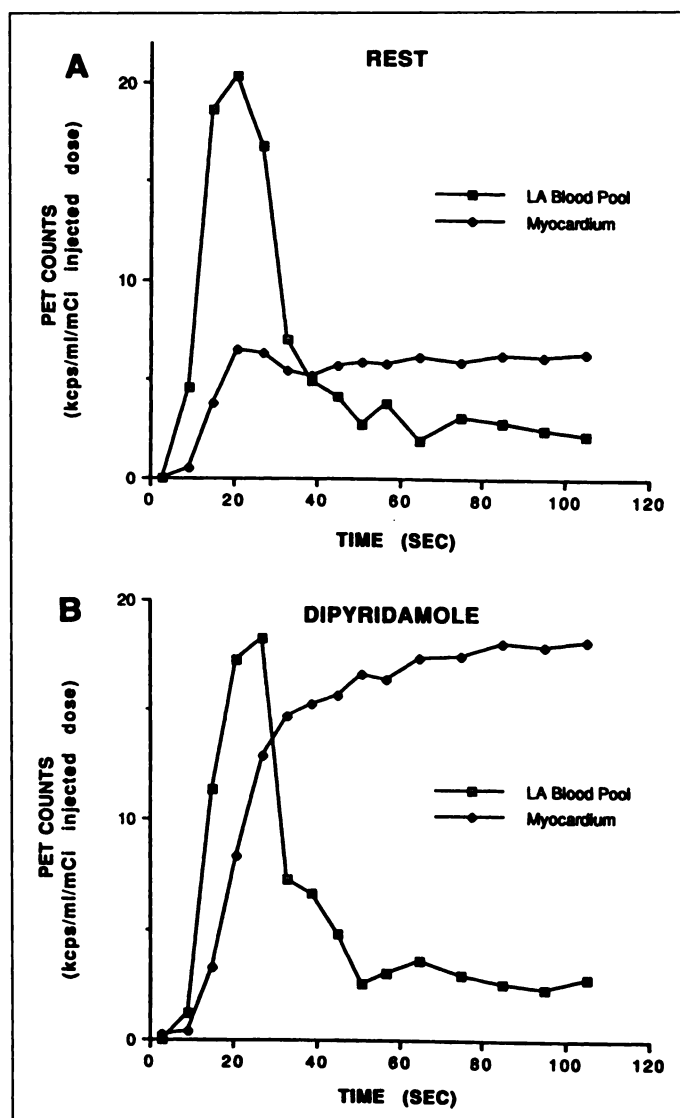 A
REST
20
10
0
LA Blood Pool
Myocardium
PET COUNTS
(kcps/ml/mCi injected dose)
0 20 40 60 80 100 120
TIME (SEC)
B
DIPYRIDAMOLE
20
10
0
LA Blood Pool
Myocardium
PET COUNTS
(kcps/ml/mCi injected dose)
0 20 40 60 80 100 120
TIME (SEC)